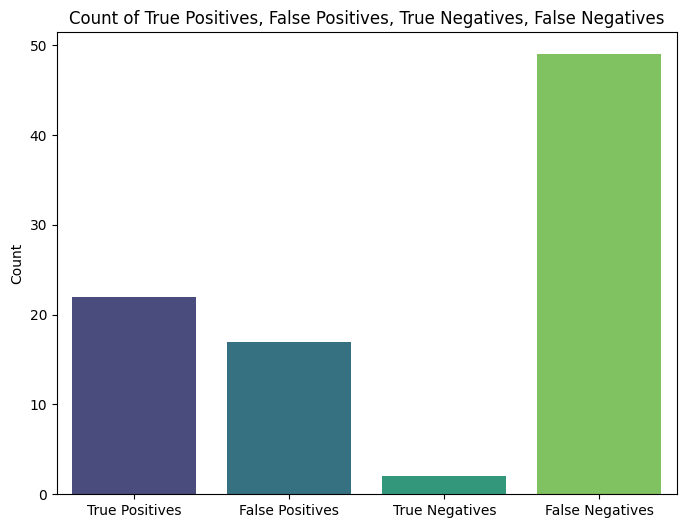 Count of True Positives, False Positives, True Negatives, False Negatives
50
40
30
20
10
0
Count
True Positives
False Positives
True Negatives
False Negatives